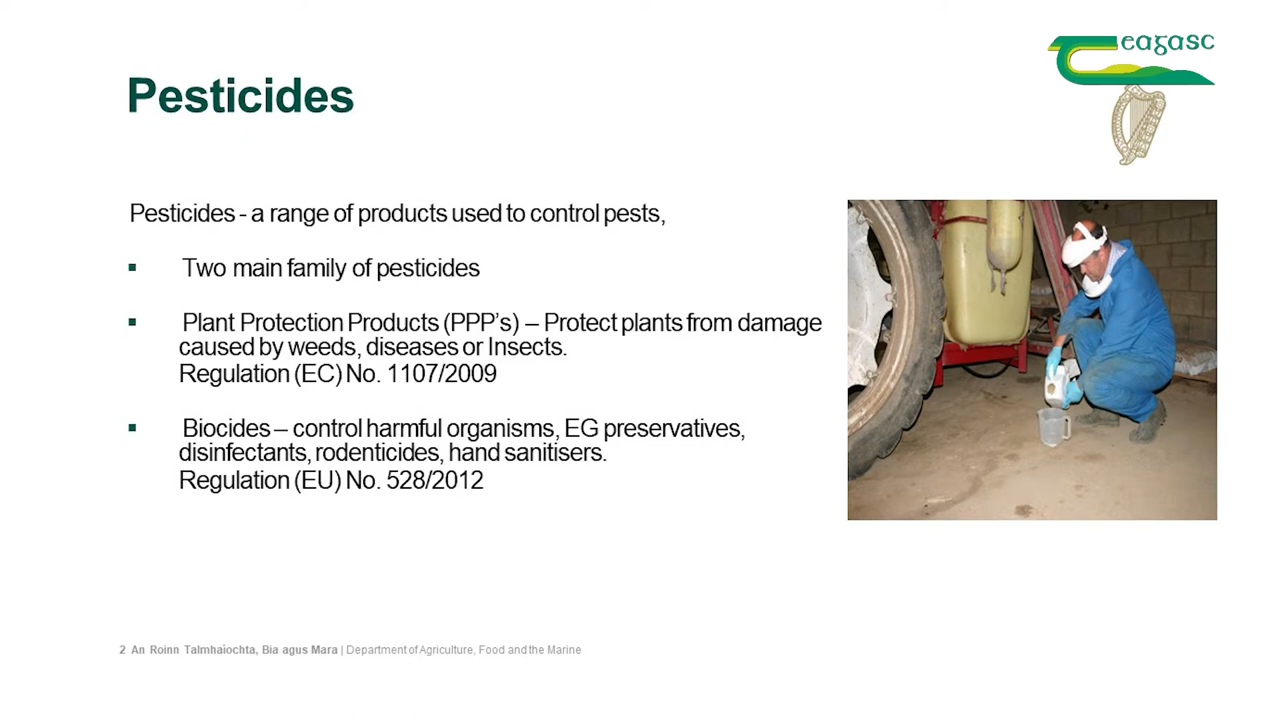 eagasc
Pesticides
Pesticides - a range of products used to control pests,
▪ Two main family of pesticides
▪ Plant Protection Products (PPP’s) – Protect plants from damage
caused by weeds, diseases or Insects.
Regulation (EC) No. 1107/2009
▪ Biocides – control harmful organisms, EG preservatives,
disinfectants, rodenticides, hand sanitisers.
Regulation (EU) No. 528/2012
2 An Roinn Talmhaíochta, Bia agus Mara | Department of Agriculture, Food and the Marine